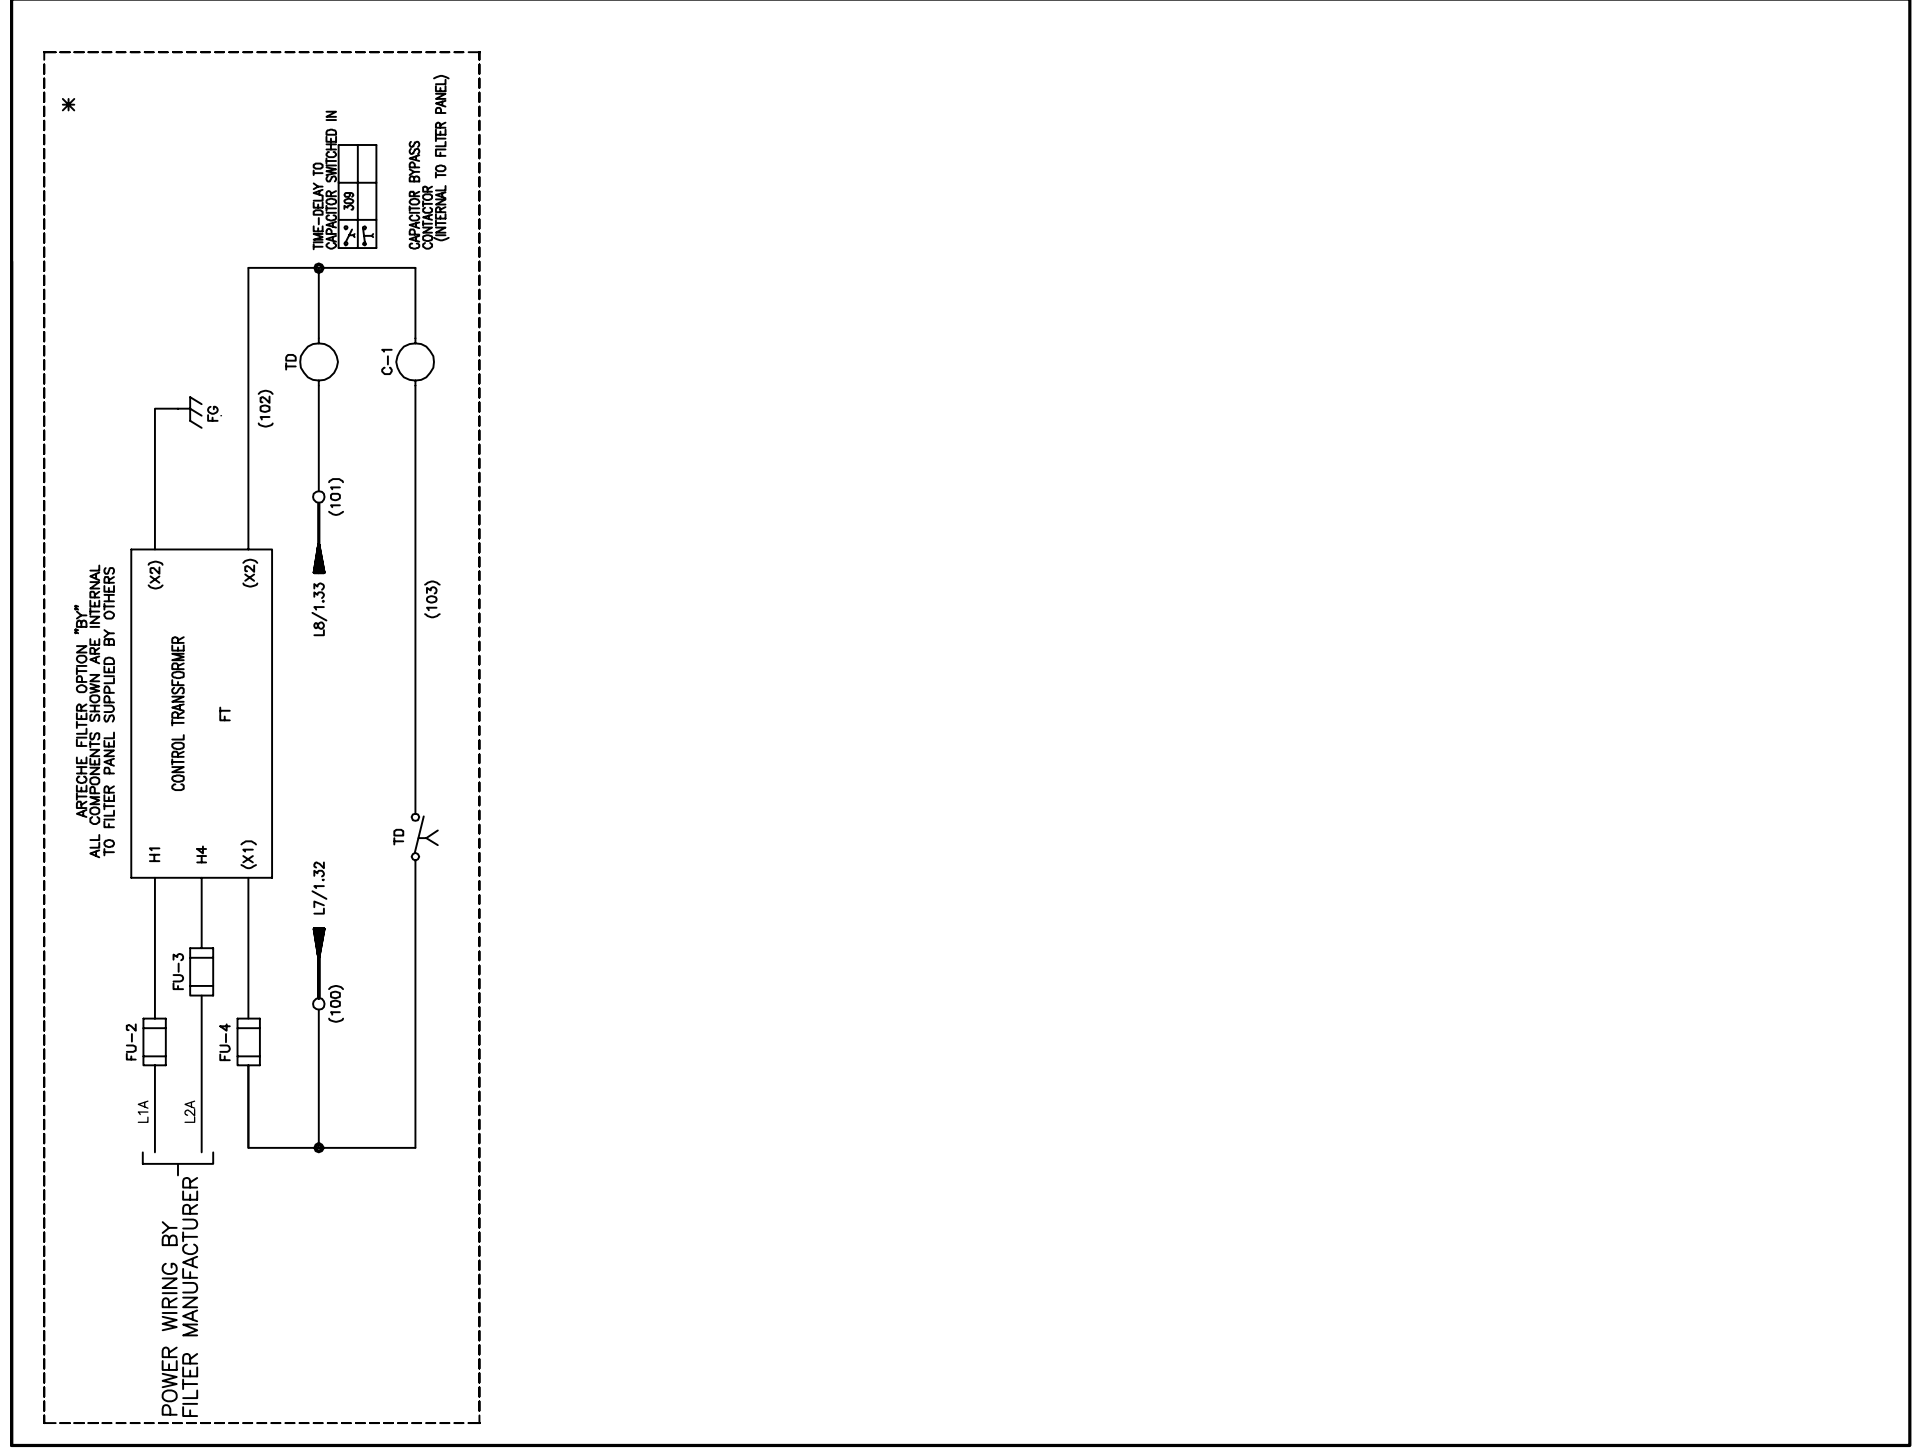 *
ARTECHE FILTER OPTION "BY"
ALL COMPONENTS SHOWN ARE INTERNAL
TO FILTER PANEL SUPPLIED BY OTHERS
POWER WIRING BY
FILTER MANUFACTURER
L1A
FU-2
H1
(X2)
CONTROL TRANSFORMER
L2A
FU-3
H4
FT
FG
FU-4
(X1)
(X2)
(102)
TD
TIME-DELAY TO
CAPACITOR SWITCHED IN
309
L7/1.32
L8/1.33
(100)
(101)
TD
C-1
CAPACITOR BYPASS
CONTACTOR
(INTERNAL TO FILTER PANEL)
(103)